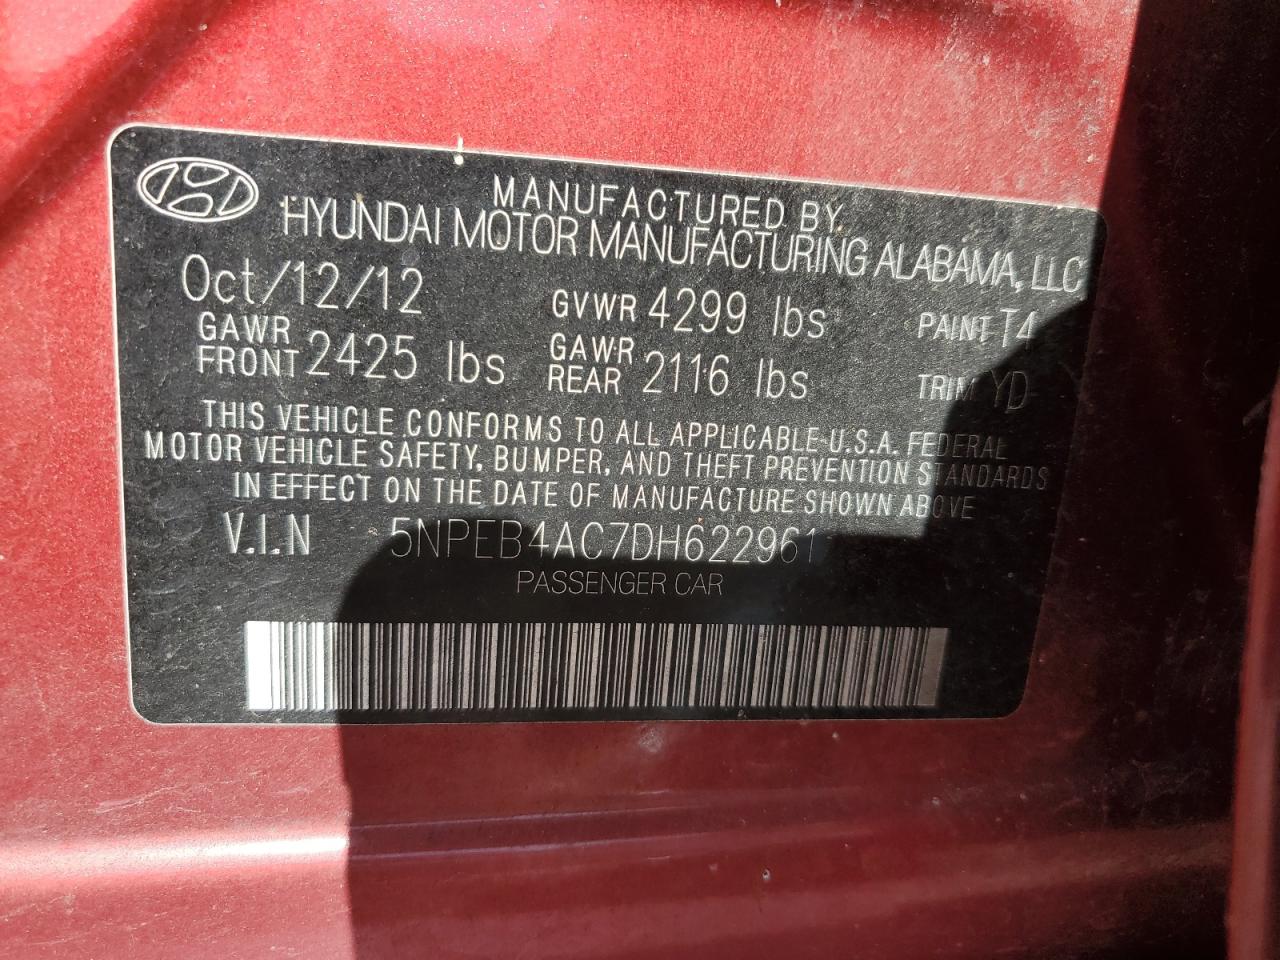 MANUFACTURED BY
HYUNDAI MOTOR MANUFACTURING ALABAMA, LLC
Oct/12/12 GVWR 4299 lbs PAINT T4
GAWR FRONT 2425 lbs GAWR REAR 2116 lbs TRIM YD
THIS VEHICLE CONFORMS TO ALL APPLICABLE U.S.A. FEDERAL
MOTOR VEHICLE SAFETY, BUMPER, AND THEFT PREVENTION STANDARDS
IN EFFECT ON THE DATE OF MANUFACTURE SHOWN ABOVE
V.I.N 5NPEB4AC7DH622961
PASSENGER CAR